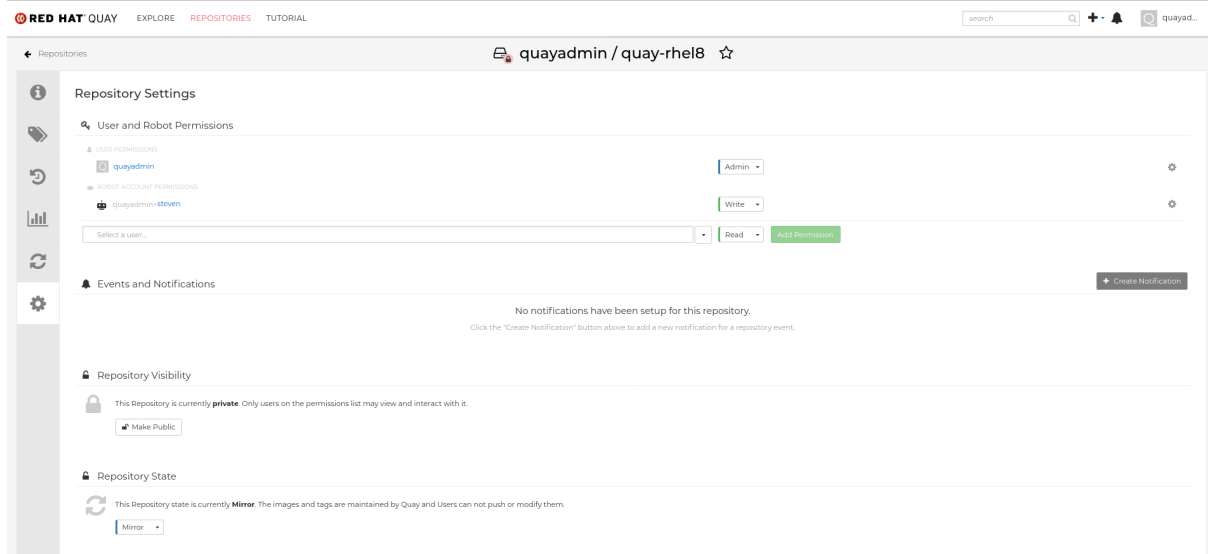 RED HAT QUAY EXPLORE REPOSITORIES TUTORIAL search quayad...
Repositories quayadmin / quay-rhel8
Repository Settings
User and Robot Permissions
USER PERMISSIONS
Q quayadmin Admin
ROBOT ACCOUNT PERMISSIONS
quayadmin+steven Write
Select a user... Read Add Permission
Events and Notifications + Create Notification
No notifications have been setup for this repository.
Click the "Create Notification" button above to add a new notification for a repository event.
Repository Visibility
This Repository is currently private. Only users on the permissions list may view and interact with it.
Make Public
Repository State
This Repository state is currently Mirror. The images and tags are maintained by Quay and Users can not push or modify them.
Mirror